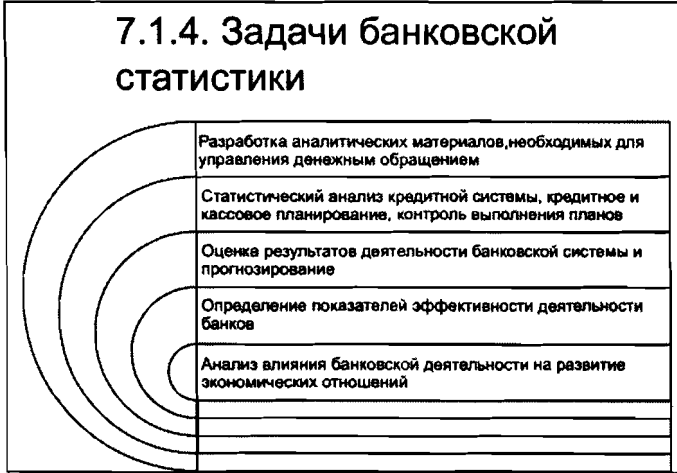 7.1.4. Задачи банковской
статистики
Разработка аналитических материалов,необходимых для
управления денежным обращением
Статистический анализ кредитной системы, кредитное и
кассовое планирование, контроль выполнения планов
Оценка результатов деятельности банковской системы и
прогнозирование
Определение показателей эффективности деятельности
банков
Анализ влияния банковской деятельности на развитие
экономических отношений